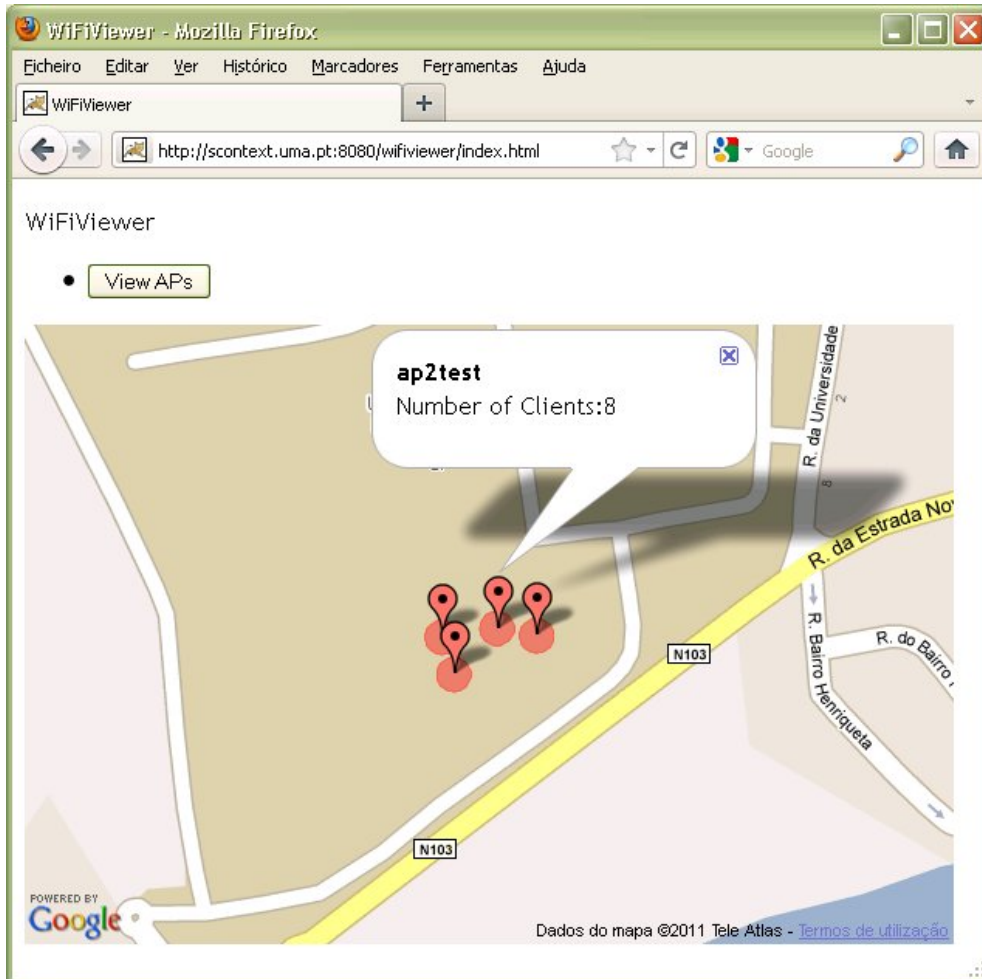 WiFiViewer - Mozilla Firefox
Ficheiro Editar Ver Histórico Marcadores Ferramentas Ajuda
WiFiViewer
http://scontext.uma.pt:8080/wifiviewer/index.html
Google
WiFiViewer
View APs
ap2test
Number of Clients:8
R. da Universidade
2
8
R. da Estrada No
N103
R. Bairro Henriqueta
R. do Bairro
N103
POWERED BY
Google
Dados do mapa ©2011 Tele Atlas - Termos de utilização